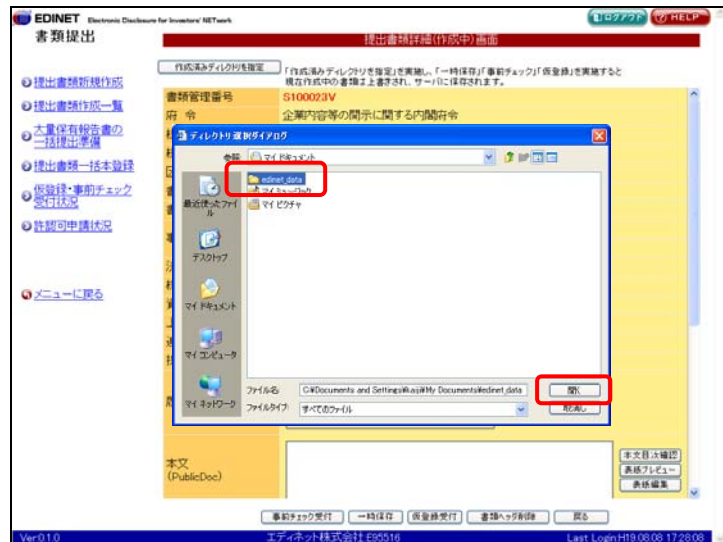 EDINET Electronic Disclosure for Investors' NETwork
ログアウト
HELP
書類提出
提出書類詳細(作成中)画面
作成済みディレクトリを指定
「作成済みディレクトリを指定」を実施し、「一時保存」「事前チェック」「仮登録」を実施すると
現在作成中の書類は上書きされ、サーバに保存されます。
提出書類新規作成
提出書類作成一覧
大量保有報告書の
一括提出準備
提出書類一括本登録
仮登録・事前チェック
受付状況
許認可申請状況
メニューに戻る
書類管理番号
S100023V
府 令
企業内容等の開示に関する内閣府令
ディレクトリ選択ダイアログ
参照:
マイ ドキュメント
edinet_data
マイ ミュージック
マイ ピクチャ
最近使ったファイル
デスクトップ
マイ ドキュメント
マイ コンピュータ
マイ ネットワーク
ファイル名:
C:¥Documents and Settings¥kaiji¥My Documents¥edinet_data
開く
ファイルタイプ:
すべてのファイル
取消し
本文
(PublicDoc)
本文目次確認
表紙プレビュー
表紙編集
事前チェック受付
一時保存
仮登録受付
書類ヘッダ削除
戻る
Ver0.1.0
エディネット株式会社:E95516
Last Login:H19.08.08 17:28:08